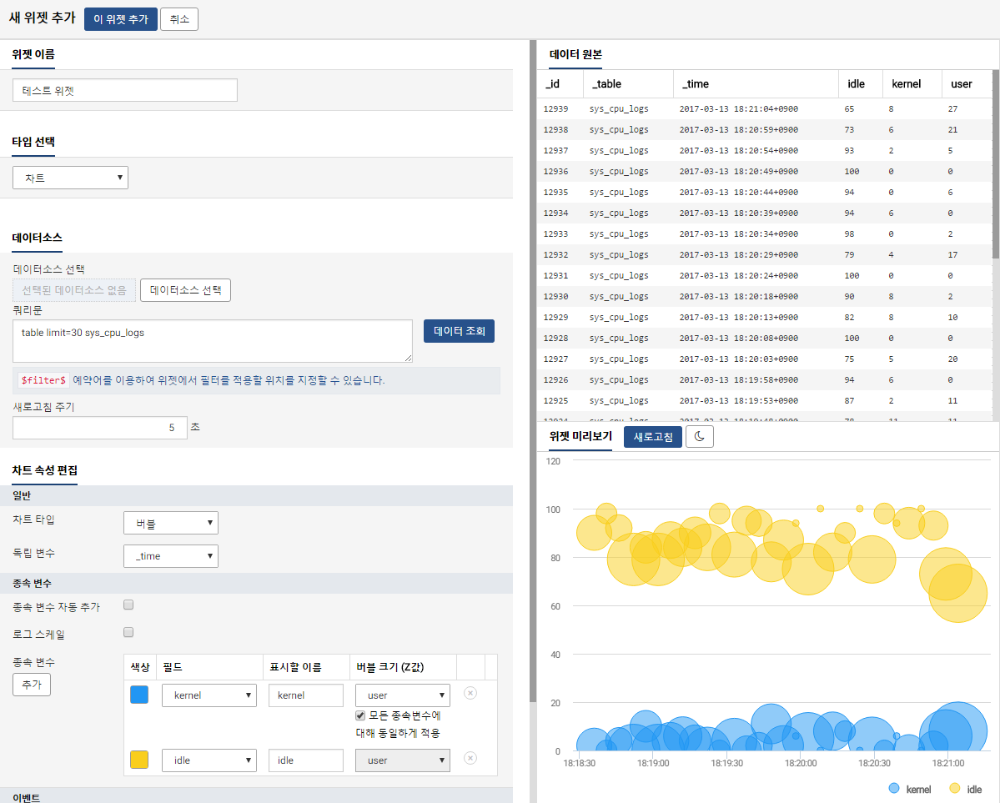 새 위젯 추가 이 위젯 추가 취소
위젯 이름
테스트 위젯
타입 선택
차트
데이터소스
데이터소스 선택
선택된 데이터소스 없음 데이터소스 선택
쿼리문
table limit=30 sys_cpu_logs
데이터 조회
$filter$ 예약어를 이용하여 위젯에서 필터를 적용할 위치를 지정할 수 있습니다.
새로고침 주기
5 초
차트 속성 편집
일반
차트 타입 버블
독립 변수 _time
종속 변수
종속 변수 자동 추가
로그 스케일
종속 변수
추가
색상 필드 표시할 이름 버블 크기 (Z값)
kernel kernel user
모든 종속변수에
대해 동일하게 적용
idle idle user
이벤트
데이터 원본
_id _table _time idle kernel user
12939 sys_cpu_logs 2017-03-13 18:21:04+0900 65 8 27
12938 sys_cpu_logs 2017-03-13 18:20:59+0900 73 6 21
12937 sys_cpu_logs 2017-03-13 18:20:54+0900 93 2 5
12936 sys_cpu_logs 2017-03-13 18:20:49+0900 100 0 0
12935 sys_cpu_logs 2017-03-13 18:20:44+0900 94 0 6
12934 sys_cpu_logs 2017-03-13 18:20:39+0900 94 6 0
12933 sys_cpu_logs 2017-03-13 18:20:34+0900 98 0 2
12932 sys_cpu_logs 2017-03-13 18:20:29+0900 79 4 17
12931 sys_cpu_logs 2017-03-13 18:20:24+0900 100 0 0
12930 sys_cpu_logs 2017-03-13 18:20:18+0900 90 8 2
12929 sys_cpu_logs 2017-03-13 18:20:13+0900 82 8 10
12928 sys_cpu_logs 2017-03-13 18:20:08+0900 100 0 0
12927 sys_cpu_logs 2017-03-13 18:20:03+0900 75 5 20
12926 sys_cpu_logs 2017-03-13 18:19:58+0900 94 6 0
12925 sys_cpu_logs 2017-03-13 18:19:53+0900 87 2 11
12924 sys_cpu_logs 2017-03-13 18:19:48+0900 78 11 11
위젯 미리보기 새로고침
120
100
80
60
40
20
0
18:18:30 18:19:00 18:19:30 18:20:00 18:20:30 18:21:00
kernel idle